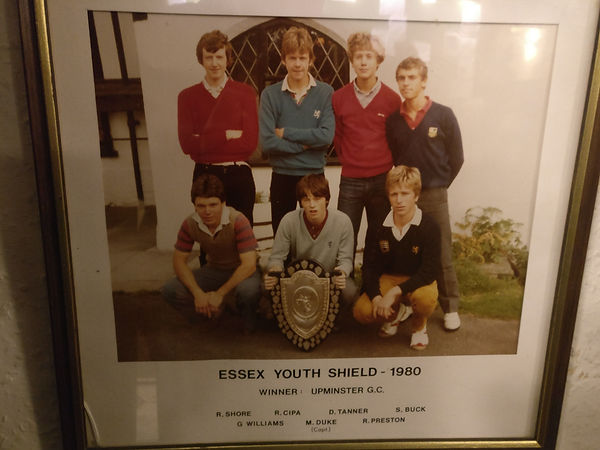 ESSEX YOUTH SHIELD - 1980
WINNER: UPMINSTER G.C.
R. SHORE R. CIPA D. TANNER S. BUCK
G WILLIAMS M. DUKE R. PRESTON
(Capt.)